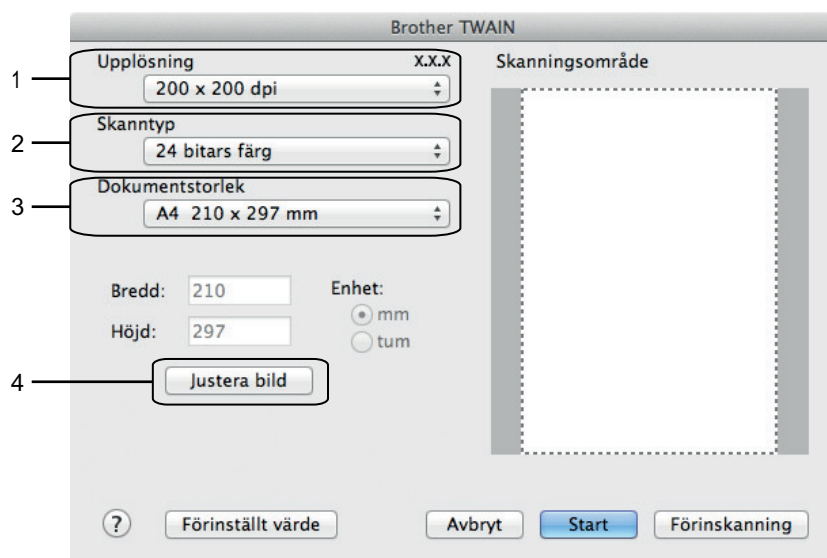 Brother TWAIN
Upplösning X.X.X
1
200 x 200 dpi
Skanntyp
2
24 bitars färg
Dokumentstorlek
3
A4 210 x 297 mm
Skanningsområde
Bredd: 210
Höjd: 297
Enhet:
mm
tum
4
Justera bild
? Förinställt värde Avbryt Start Förinskanning